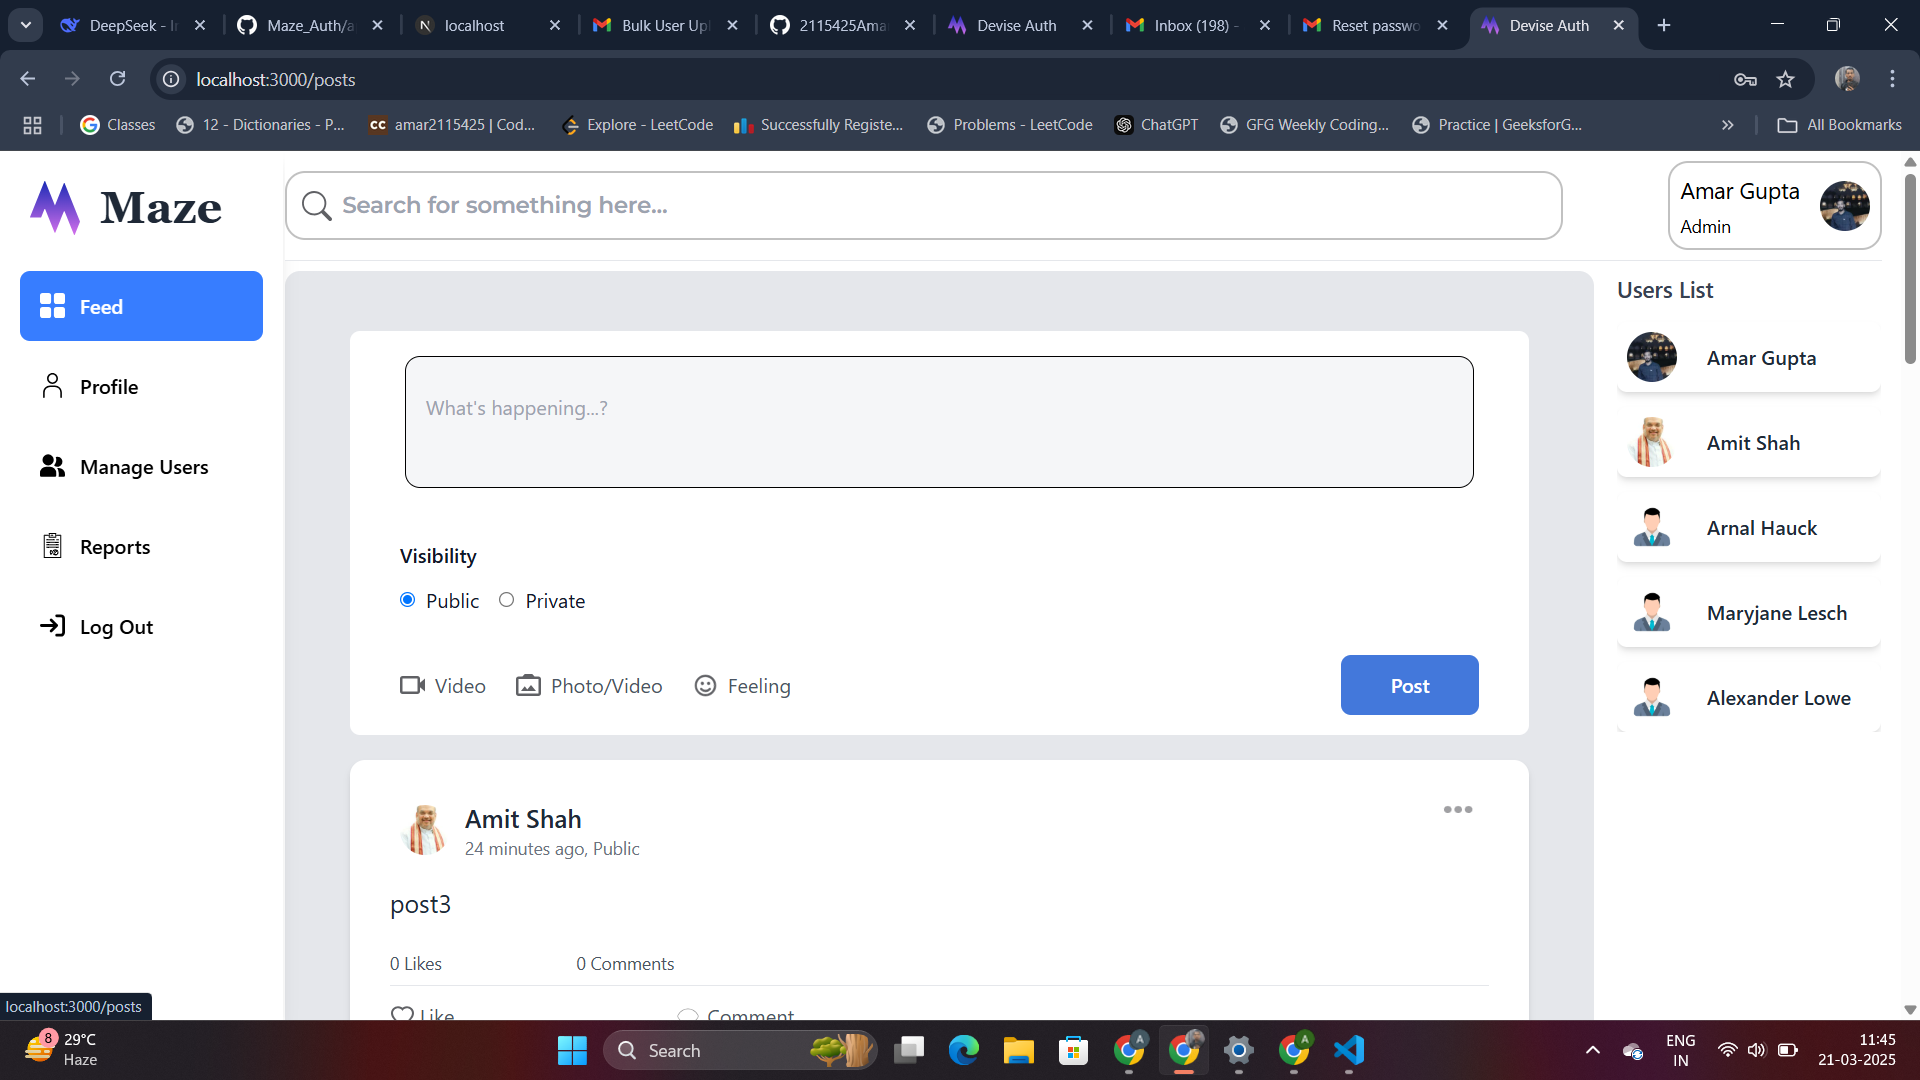 DeepSeek - In
Maze_Auth/a
localhost
Bulk User Upl
2115425Amar
Devise Auth
Inbox (198) -
Reset passwo
Devise Auth
localhost:3000/posts
Classes
12 - Dictionaries - P...
CC amar2115425 | Cod...
Explore - LeetCode
Successfully Registe...
Problems - LeetCode
ChatGPT
GFG Weekly Coding...
Practice | GeeksforG...
All Bookmarks
Maze
Search for something here...
Amar Gupta
Admin
Feed
Profile
Manage Users
Reports
Log Out
What's happening...?
Visibility
Public
Private
Video
Photo/Video
Feeling
Post
Amit Shah
24 minutes ago, Public
post3
0 Likes
0 Comments
Like
Comment
Users List
Amar Gupta
Amit Shah
Arnal Hauck
Maryjane Lesch
Alexander Lowe
localhost:3000/posts
8
29°C
Haze
Search
A
A
ENG
IN
11:45
21-03-2025